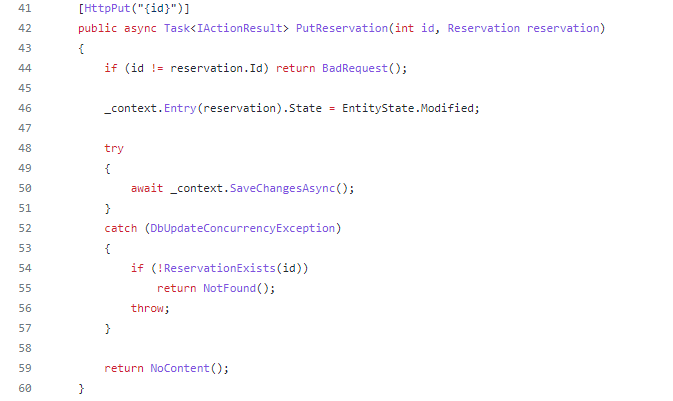 41 [HttpPut("{id}")]
42 public async Task<IActionResult> PutReservation(int id, Reservation reservation)
43 {
44 if (id != reservation.Id) return BadRequest();
45
46 _context.Entry(reservation).State = EntityState.Modified;
47
48 try
49 {
50 await _context.SaveChangesAsync();
51 }
52 catch (DbUpdateConcurrencyException)
53 {
54 if (!ReservationExists(id))
55 return NotFound();
56 throw;
57 }
58
59 return NoContent();
60 }